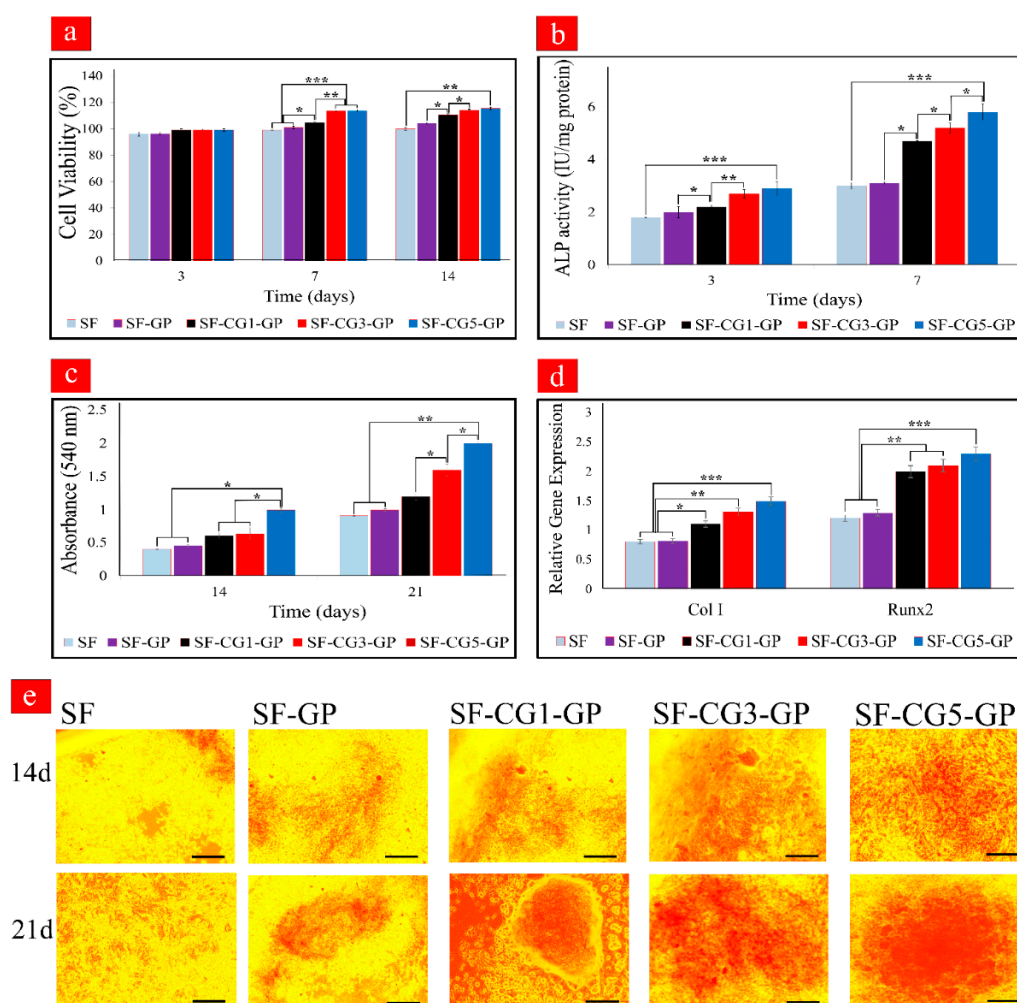 a
Cell Viability (%)
140
120
100
80
60
40
20
0
***
*
**
**
*
*
3 7 14
Time (days)
SF SF-GP SF-CG1-GP SF-CG3-GP SF-CG5-GP
b
ALP activity (IU/mg protein)
6
4
2
0
***
*
**
***
*
*
*
3 7
Time (days)
SF SF-GP SF-CG1-GP SF-CG3-GP SF-CG5-GP
c
Absorbance (540 nm)
2.5
2
1.5
1
0.5
0
*
*
**
*
*
14 21
Time (days)
SF SF-GP SF-CG1-GP SF-CG3-GP SF-CG5-GP
d
Relative Gene Expression
3
2.5
2
1.5
1
0.5
0
***
**
*
***
**
Col I Runx2
SF SF-GP SF-CG1-GP SF-CG3-GP SF-CG5-GP
e
SF SF-GP SF-CG1-GP SF-CG3-GP SF-CG5-GP
14d
21d